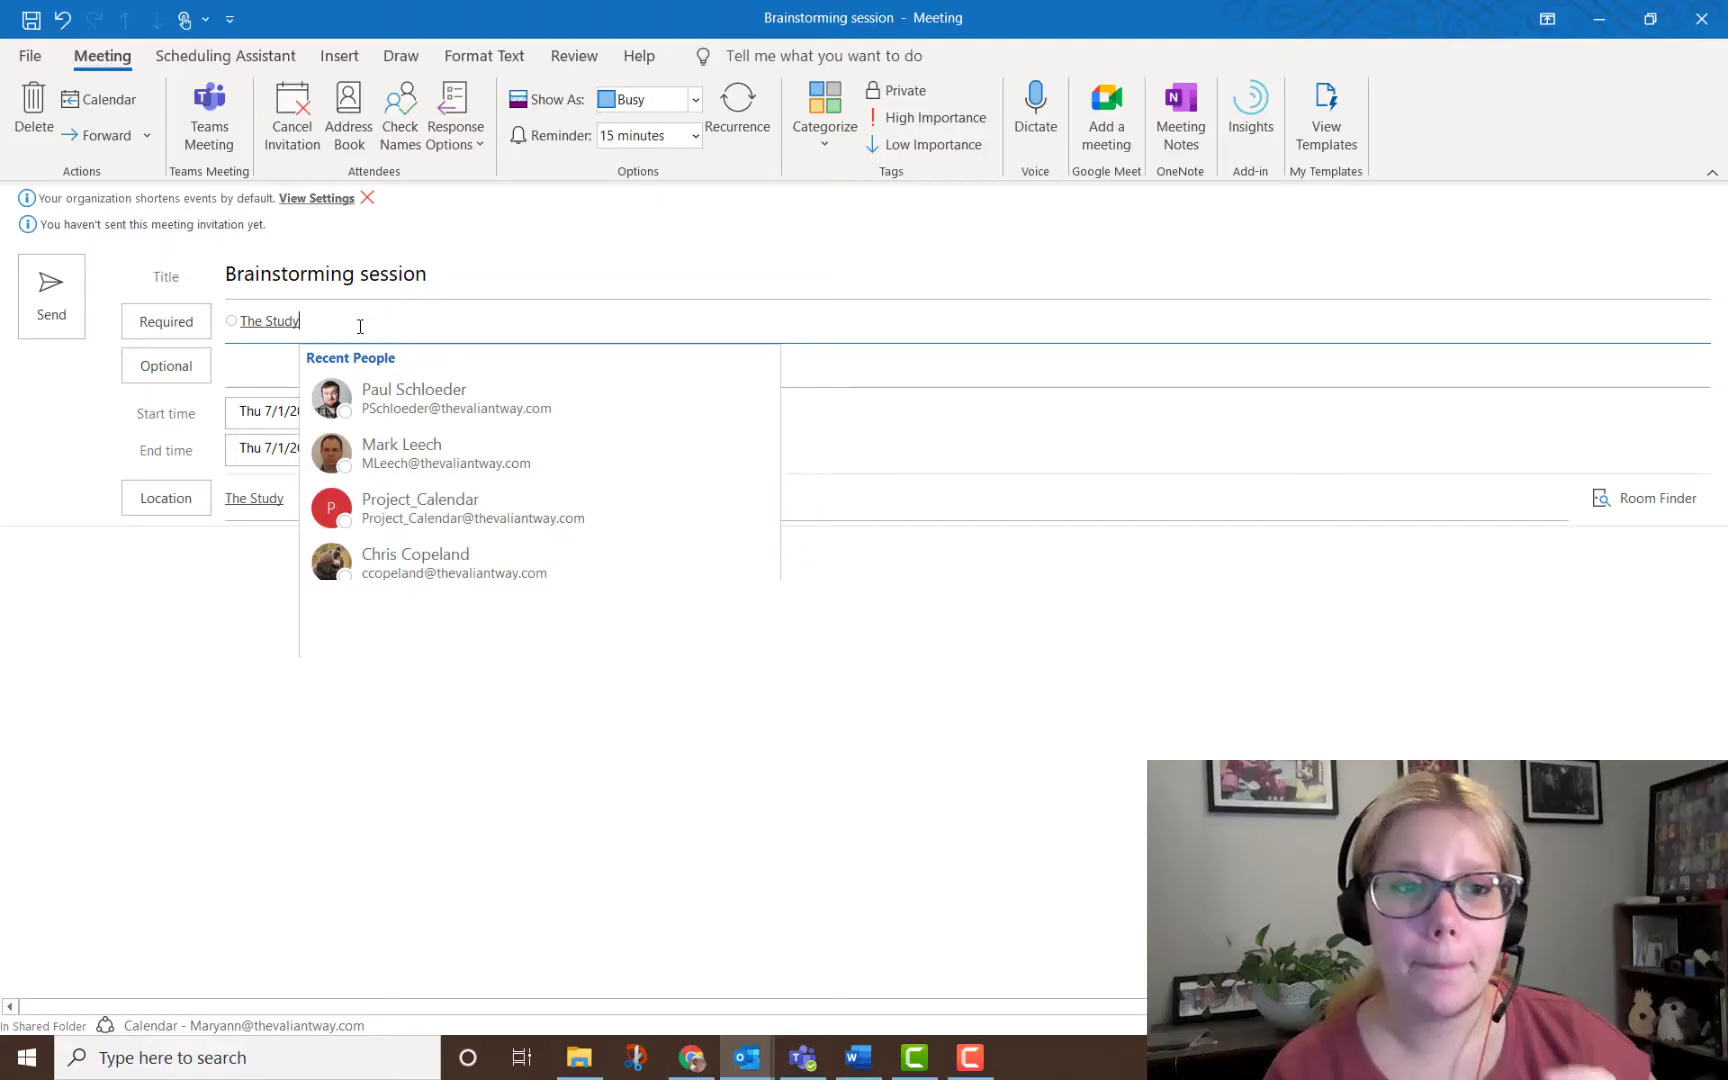 Brainstorming session - Meeting
File Meeting Scheduling Assistant Insert Draw Format Text Review Help Tell me what you want to do
Delete
Calendar
Forward
Actions
Teams
Meeting
Teams Meeting
Cancel
Invitation
Address
Book
Check
Names
Response
Options
Attendees
Show As: Busy
Reminder: 15 minutes
Recurrence
Options
Categorize
Private
High Importance
Low Importance
Tags
Dictate
Voice
Add a
meeting
Google Meet
Meeting
Notes
OneNote
Insights
Add-in
View
Templates
My Templates
Your organization shortens events by default. View Settings
You haven't sent this meeting invitation yet.
Send
Title Brainstorming session
Required The Study
Optional
Start time Thu 7/1/20
End time Thu 7/1/20
Location The Study
Room Finder
Recent People
Paul Schloeder
PSchloeder@thevaliantway.com
Mark Leech
MLeech@thevaliantway.com
P
Project_Calendar
Project_Calendar@thevaliantway.com
Chris Copeland
ccopeland@thevaliantway.com
In Shared Folder Calendar - Maryann@thevaliantway.com
Type here to search